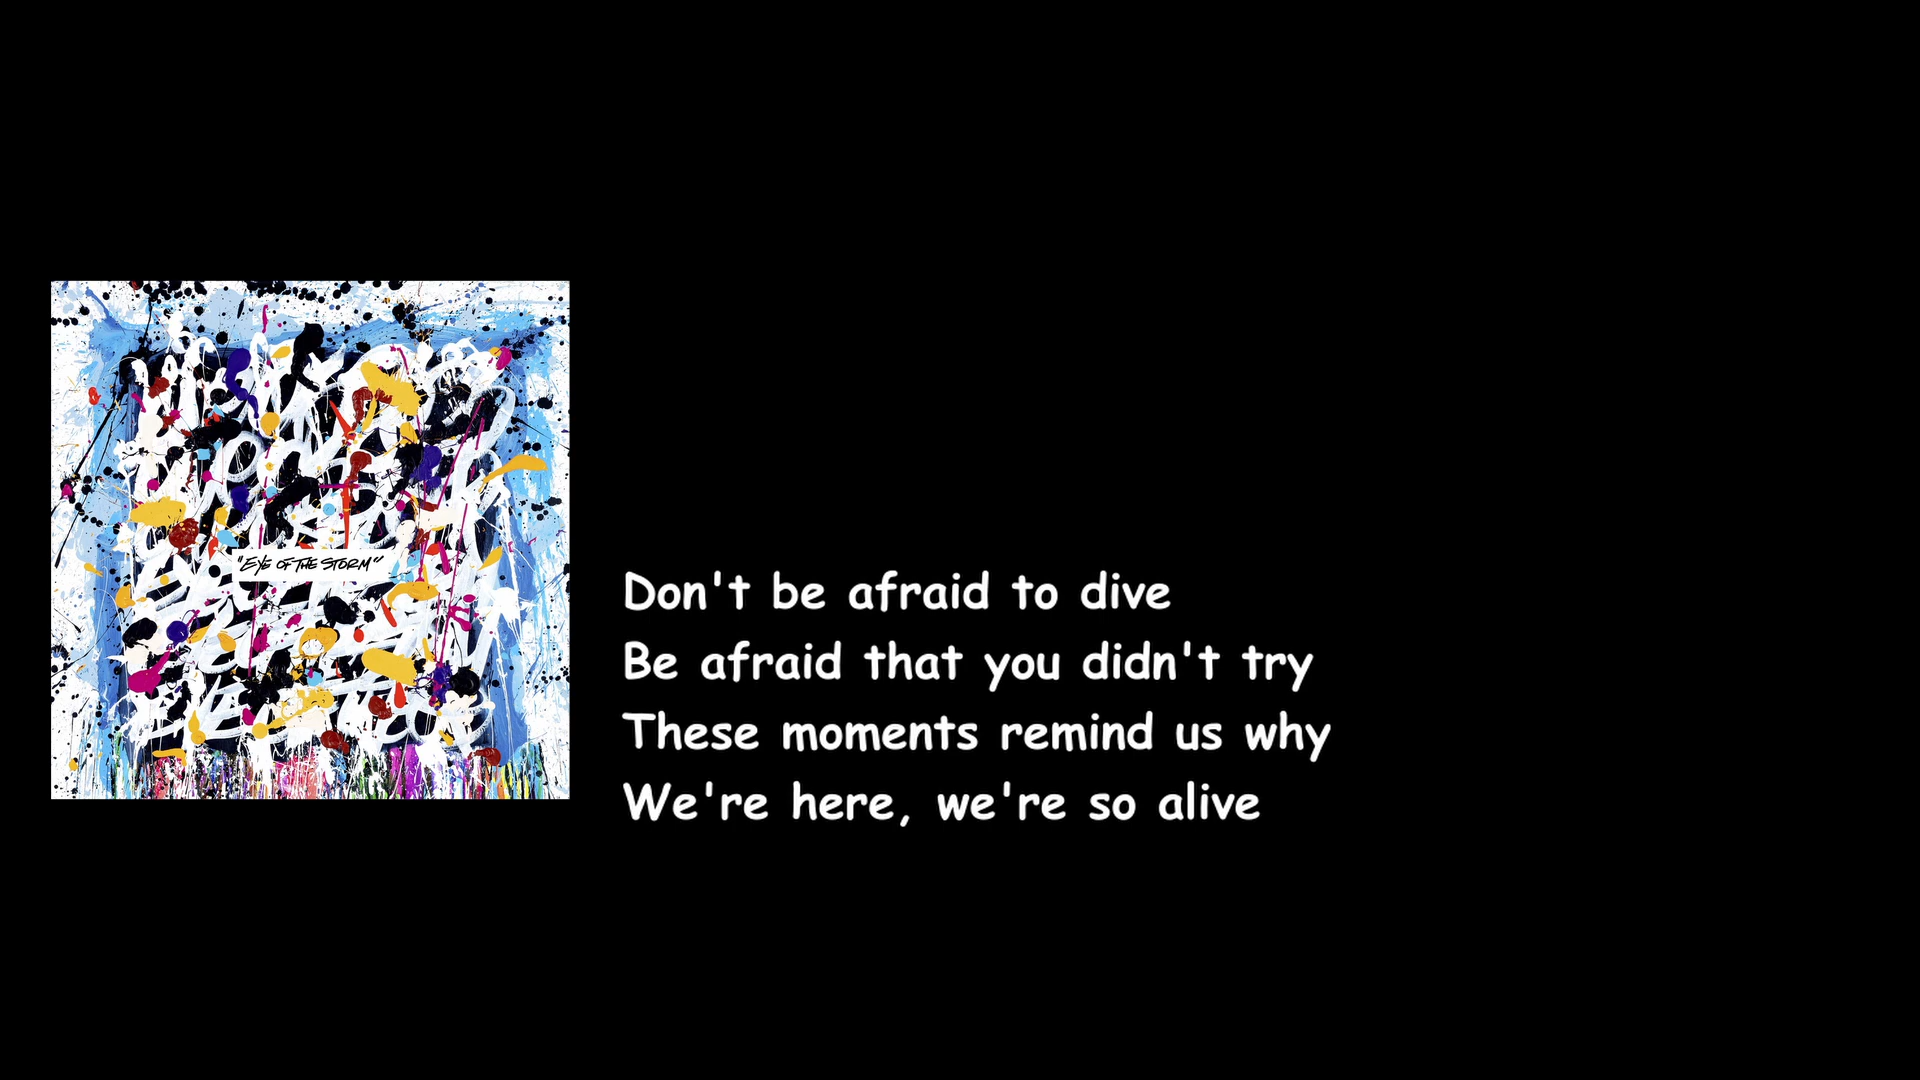 "EYE OF THE STORM"
Don't be afraid to dive
Be afraid that you didn't try
These moments remind us why
We're here, we're so alive